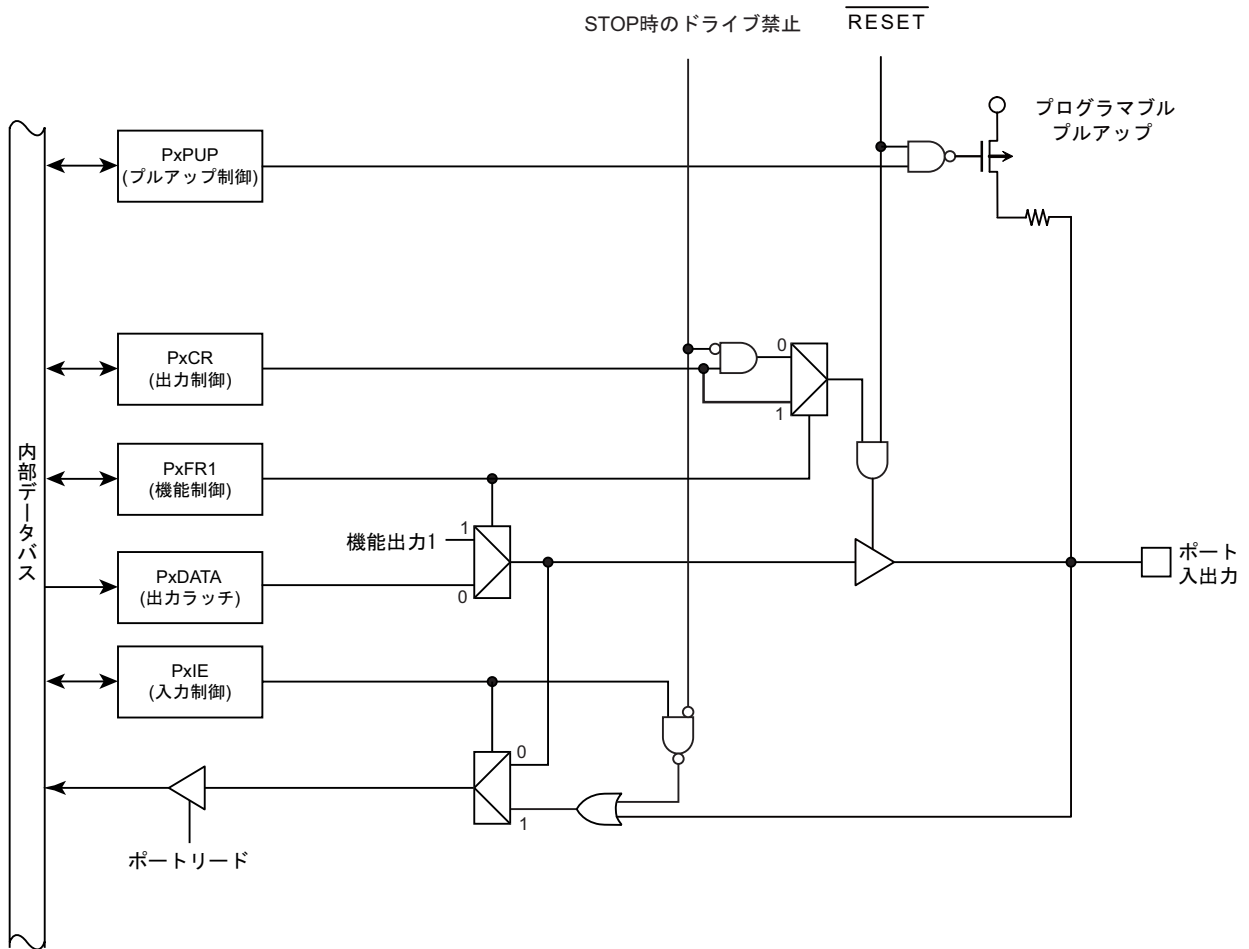 STOP時のドライブ禁止
RESET
プログラマブル
プルアップ
PxPUP
(プルアップ制御)
PxCR
(出力制御)
0
1
内部データバス
PxFR1
(機能制御)
機能出力1
1
0
PxDATA
(出力ラッチ)
ポート
入出力
PxIE
(入力制御)
0
1
ポートリード